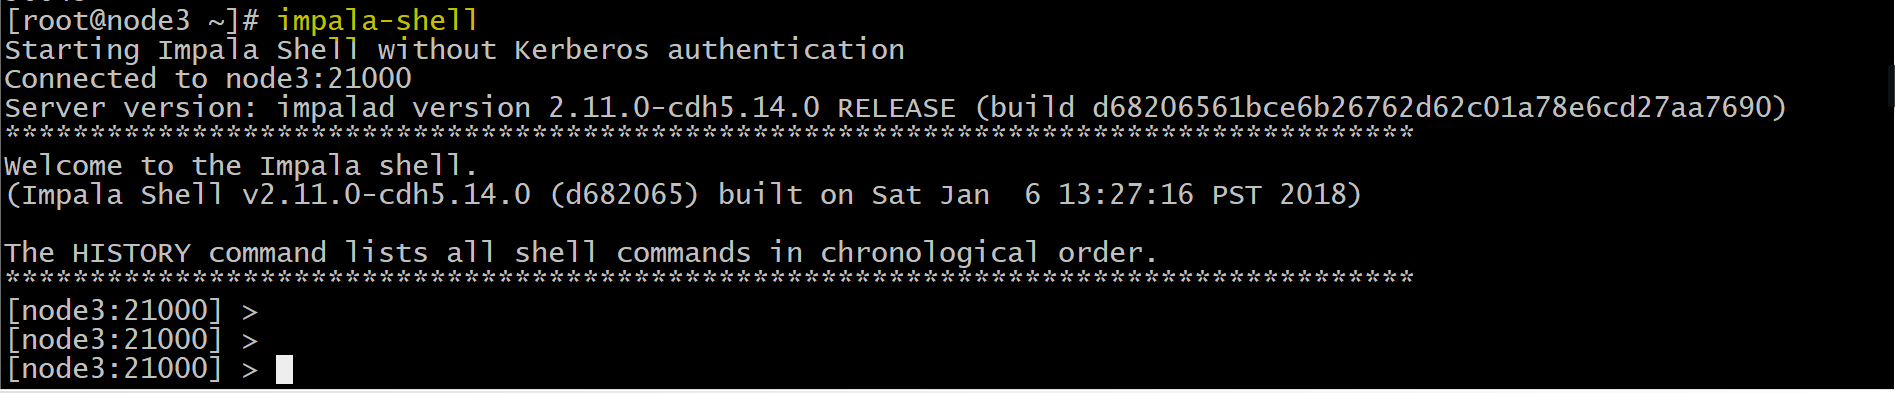 [root@node3 ~]# impala-shell
Starting Impala Shell without Kerberos authentication
Connected to node3:21000
Server version: impalad version 2.11.0-cdh5.14.0 RELEASE (build d68206561bce6b26762d62c01a78e6cd27aa7690)
***********************************************************************************
Welcome to the Impala shell.
(Impala Shell v2.11.0-cdh5.14.0 (d682065) built on Sat Jan  6 13:27:16 PST 2018)
The HISTORY command lists all shell commands in chronological order.
***********************************************************************************
[node3:21000] >
[node3:21000] >
[node3:21000] >